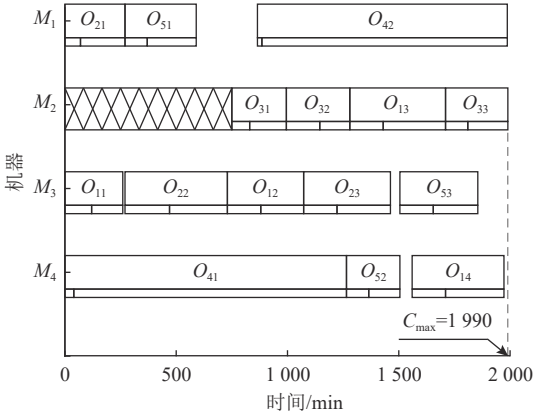 M₁ O₂₁ O₅₁ O₄₂
M₂ O₃₁ O₃₂ O₁₃ O₃₃
机器
M₃ O₁₁ O₂₂ O₁₂ O₂₃ O₅₃
M₄ O₄₁ O₅₂ O₁₄
Cmax=1 990
0 500 1 000 1 500 2 000
时间/min